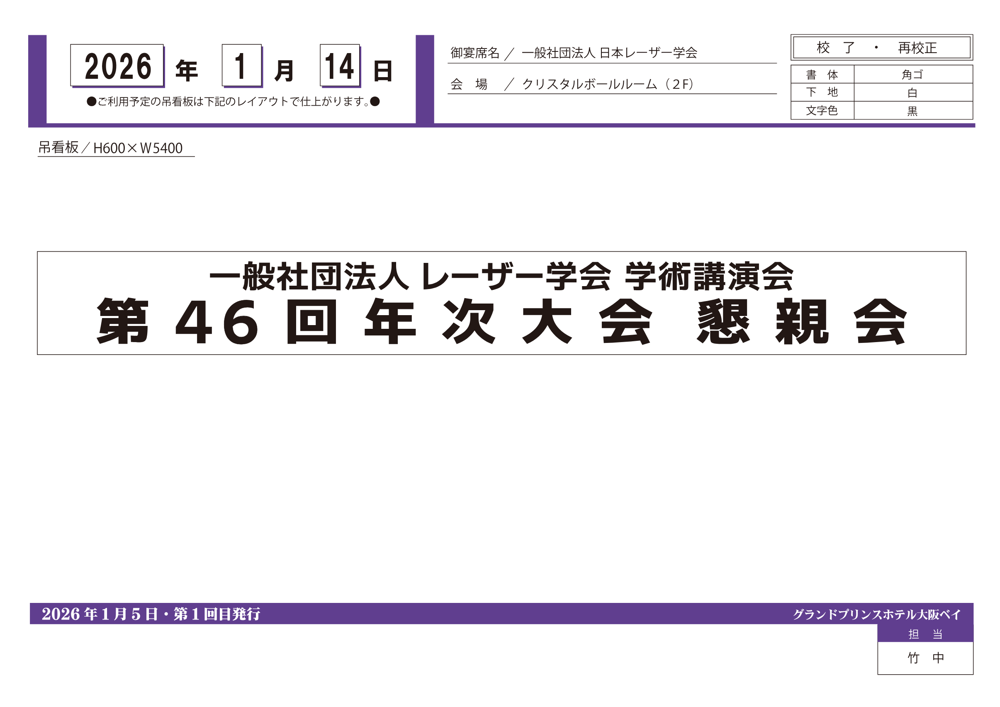 2026 年 1 月 14 日
●ご利用予定の吊看板は下記のレイアウトで仕上がります。●
御宴席名 ／ 一般社団法人 日本レーザー学会
会　場　／ クリスタルボールルーム（２F）
校　了　・　再校正
書　体　角ゴ
下　地　白
文字色　黒
吊看板／H600×W5400
一般社団法人 レーザー学会 学術講演会
第46回年次大会 懇親会
2026年１月５日・第１回目発行
グランドプリンスホテル大阪ベイ
担　当
竹　中